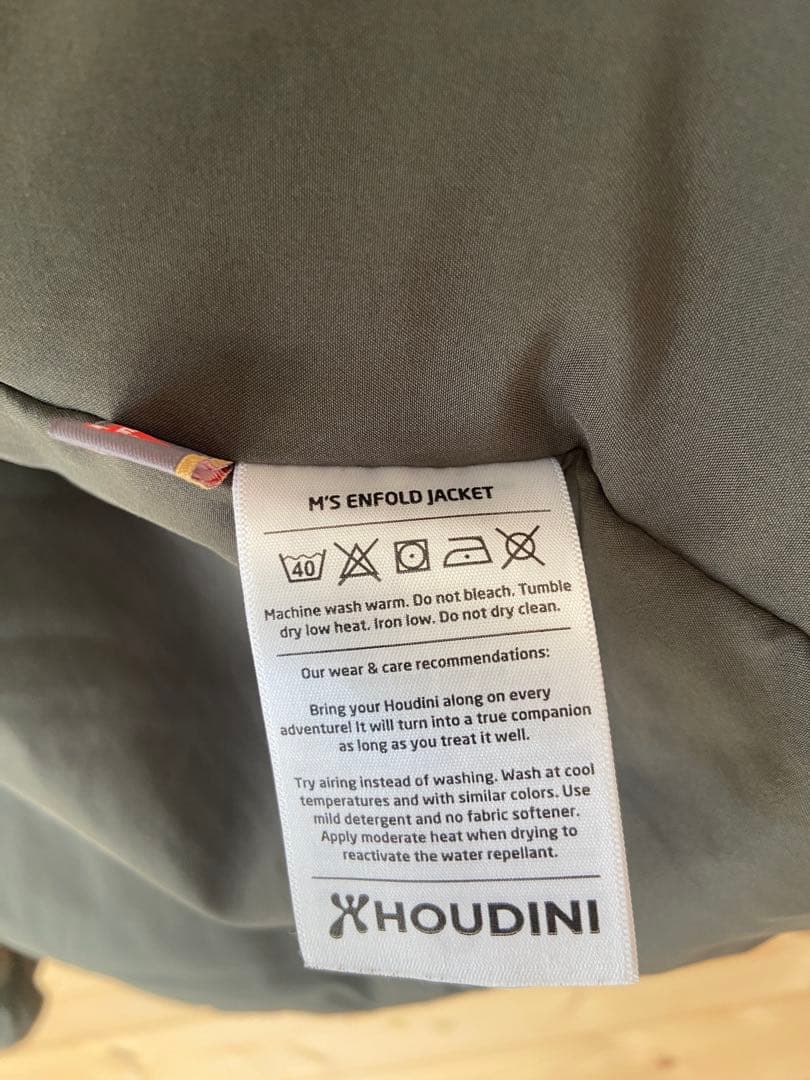 M'S ENFOLD JACKET
40
Machine wash warm. Do not bleach. Tumble
dry low heat. Iron low. Do not dry clean.
Our wear & care recommendations:
Bring your Houdini along on every
adventure! It will turn into a true companion
as long as you treat it well.
Try airing instead of washing. Wash at cool
temperatures and with similar colors. Use
mild detergent and no fabric softener.
Apply moderate heat when drying to
reactivate the water repellant.
HOUDINI